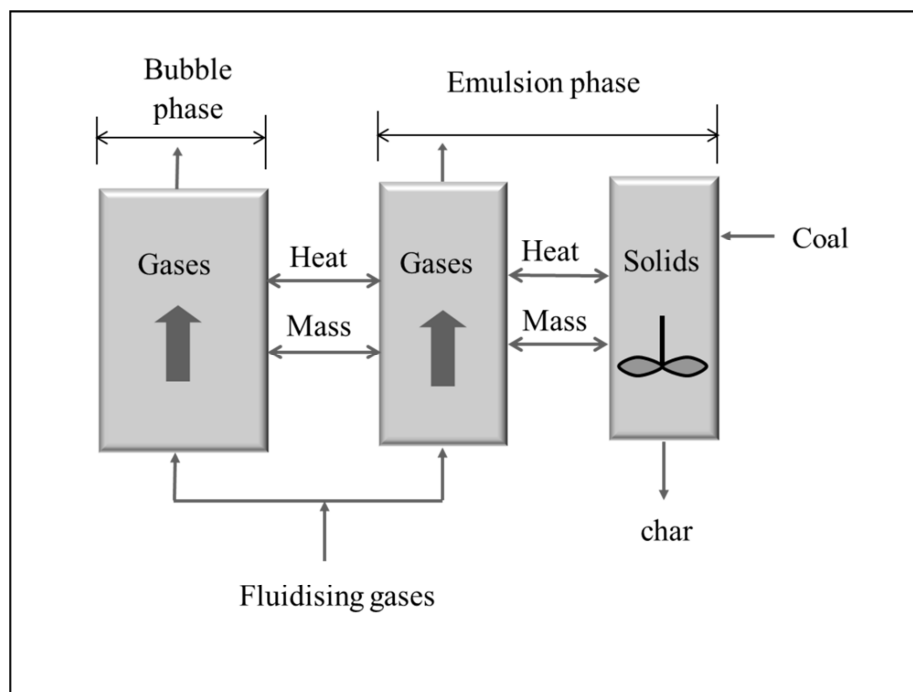 Bubble
phase
Emulsion phase
Gases
Heat
Gases
Heat
Solids
Coal
Mass
Mass
char
Fluidising gases